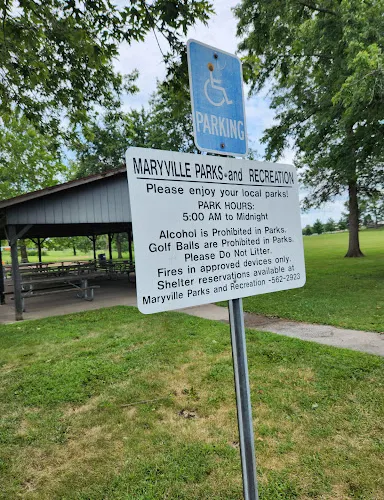 PARKING
MARYVILLE PARKS and RECREATION
Please enjoy your local parks!
PARK HOURS:
5:00 AM to Midnight
Alcohol is Prohibited in Parks.
Golf Balls are Prohibited in Parks.
Please Do Not Litter.
Fires in approved devices only.
Shelter reservations available at
Maryville Parks and Recreation -562-2923